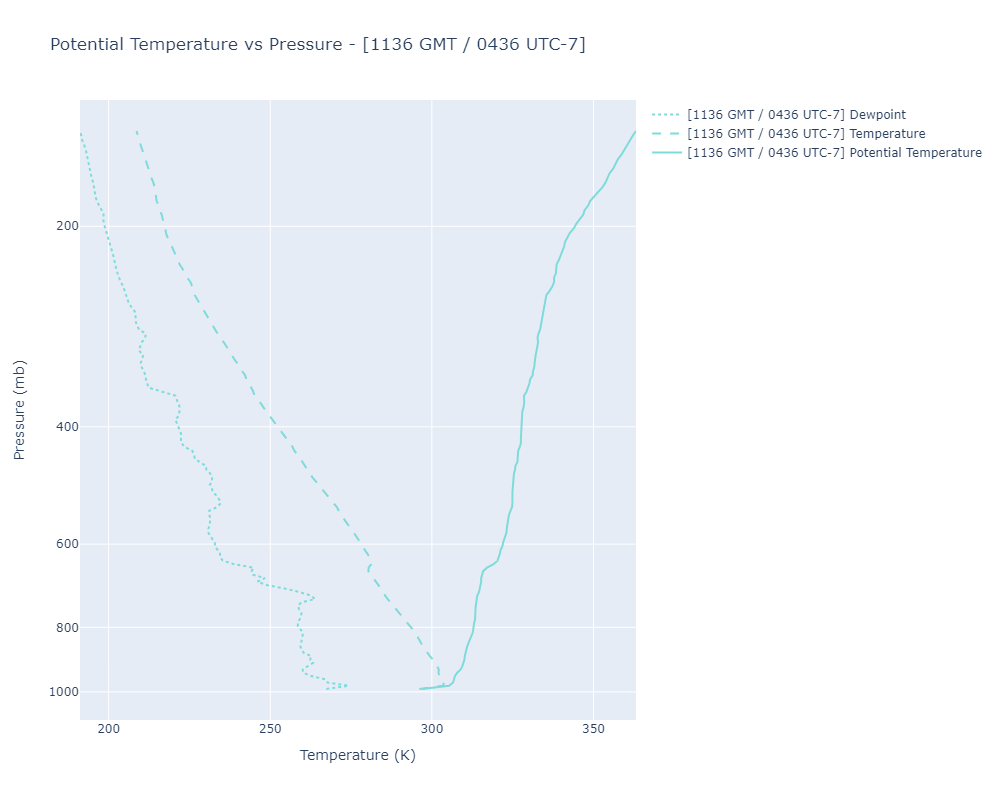 Potential Temperature vs Pressure - [1136 GMT / 0436 UTC-7]
[1136 GMT / 0436 UTC-7] Dewpoint
[1136 GMT / 0436 UTC-7] Temperature
[1136 GMT / 0436 UTC-7] Potential Temperature
Pressure (mb)
200
400
600
800
1000
200 250 300 350
Temperature (K)